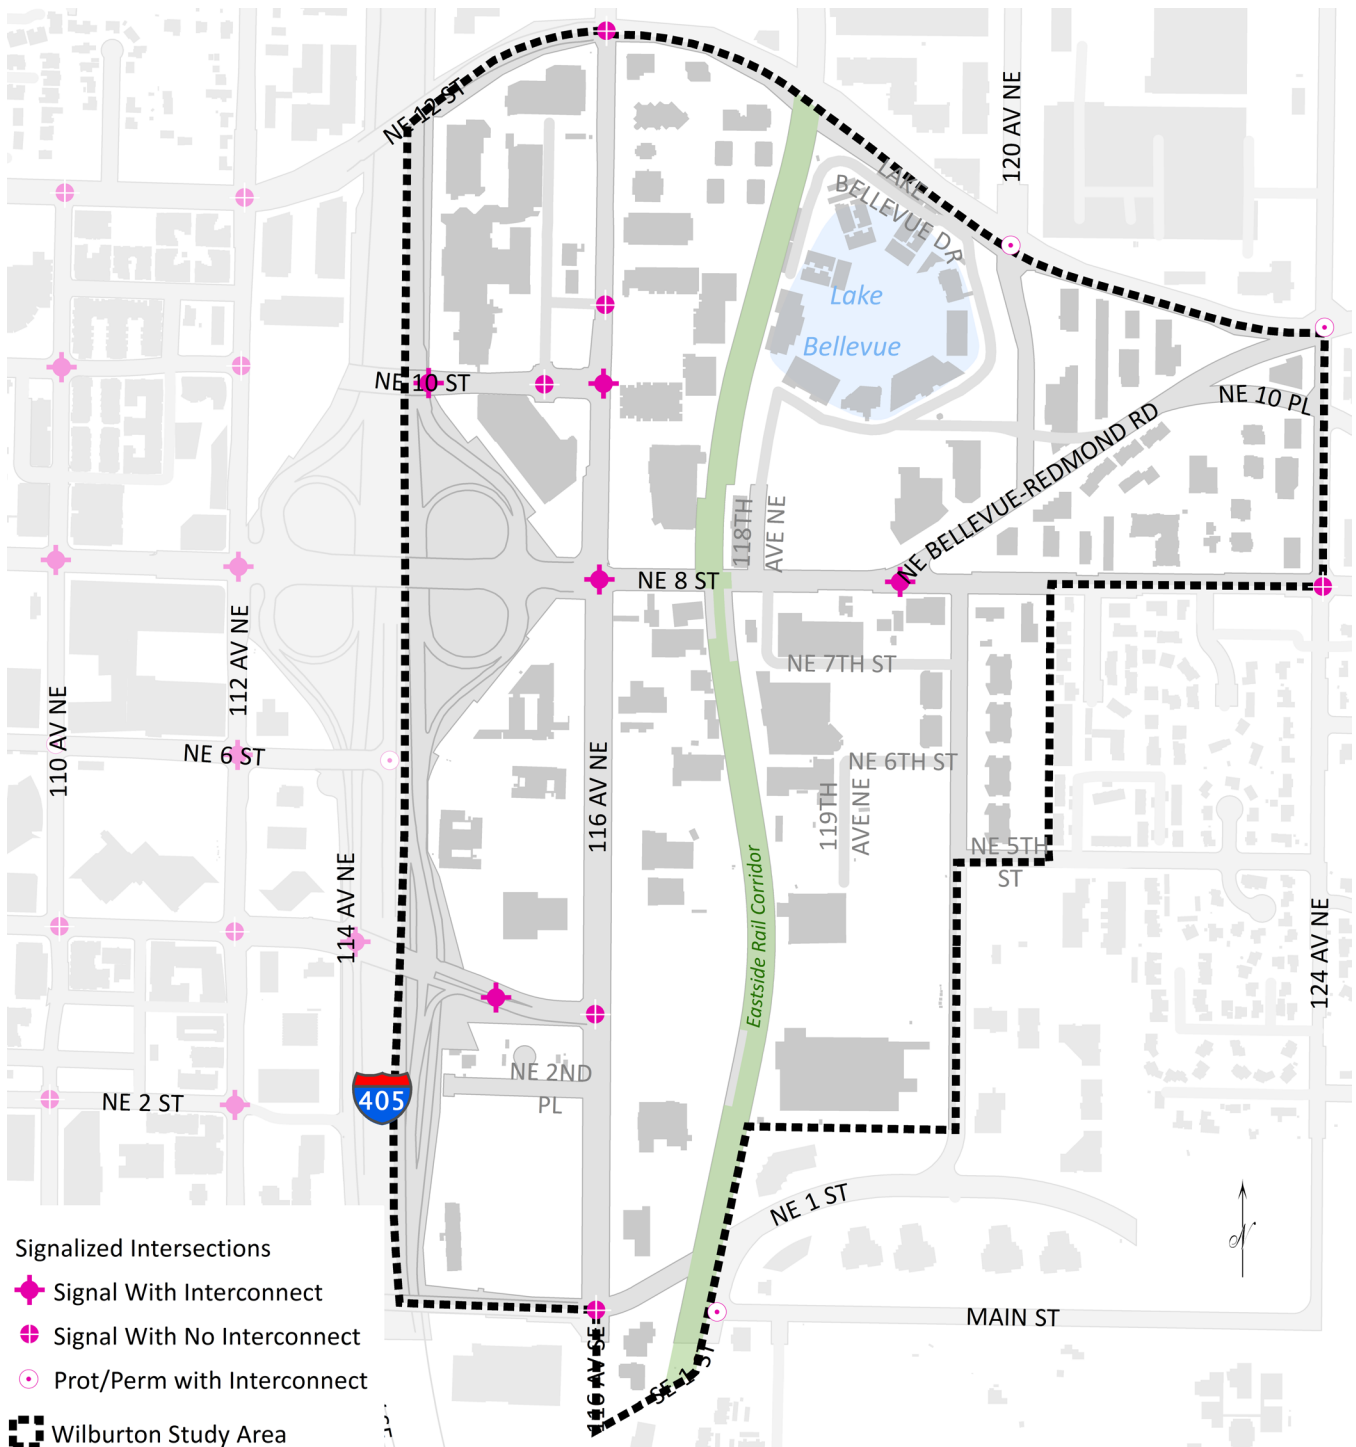 NE 12 ST
120 AV NE
LAKE
BELLEVUE DR
Lake
Bellevue
NE 10 ST
NE 10 PL
NE BELLEVUE-REDMOND RD
118TH
AVE NE
NE 8 ST
112 AV NE
NE 7TH ST
110 AV NE
NE 6 ST
116 AV NE
NE 6TH ST
119TH
AVE NE
NE 5TH
ST
114 AV NE
Eastside Rail Corridor
124 AV NE
NE 2ND
PL
405
NE 2 ST
NE 1 ST
MAIN ST
116 AV SE
SE 1 ST
Signalized Intersections
Signal With Interconnect
Signal With No Interconnect
Prot/Perm with Interconnect
Wilburton Study Area